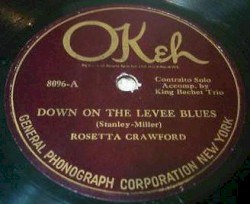 OKeh
8096-A
Contralto Solo
Accomp. by
King Bechet Trio
DOWN ON THE LEVEE BLUES
(Stanley-Miller)
ROSETTA CRAWFORD
GENERAL PHONOGRAPH CORPORATION NEW YORK